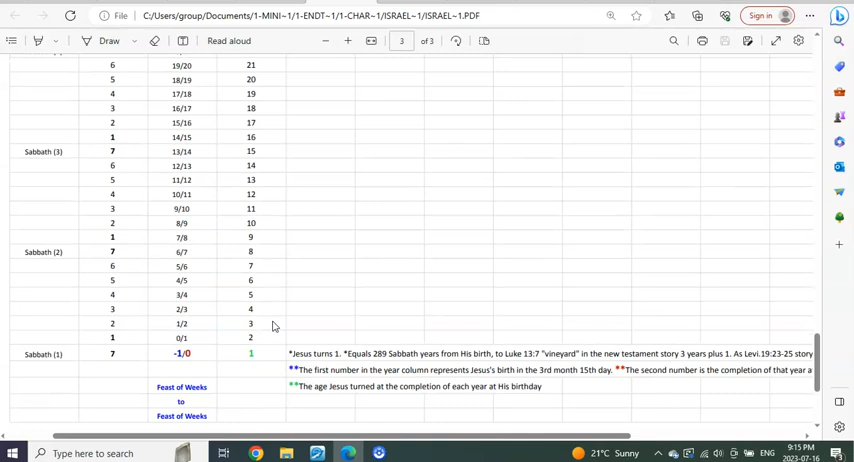 File C:/Users/group/Documents/1-MINI~1/1-ENDT~1/1-CHAR~1/ISRAEL~1/ISRAEL~1.PDF Sign in
Draw Read aloud 3 of 3
6 19/20 21
5 18/19 20
4 17/18 19
3 16/17 18
2 15/16 17
1 14/15 16
Sabbath (3) 7 13/14 15
6 12/13 14
5 11/12 13
4 10/11 12
3 9/10 11
2 8/9 10
1 7/8 9
Sabbath (2) 7 6/7 8
6 5/6 7
5 4/5 6
4 3/4 5
3 2/3 4
2 1/2 3
1 0/1 2
Sabbath (1) 7 -1/0 1 *Jesus turns 1. *Equals 289 Sabbath years from His birth, to Luke 13:7 "vineyard" in the new testament story 3 years plus 1. As Levi.19:23-25 story
**The first number in the year column represents Jesus's birth in the 3rd month 15th day. **The second number is the completion of that year a
Feast of Weeks **The age Jesus turned at the completion of each year at His birthday
to
Feast of Weeks
Type here to search 21°C Sunny ENG 9:15 PM
2023-07-16